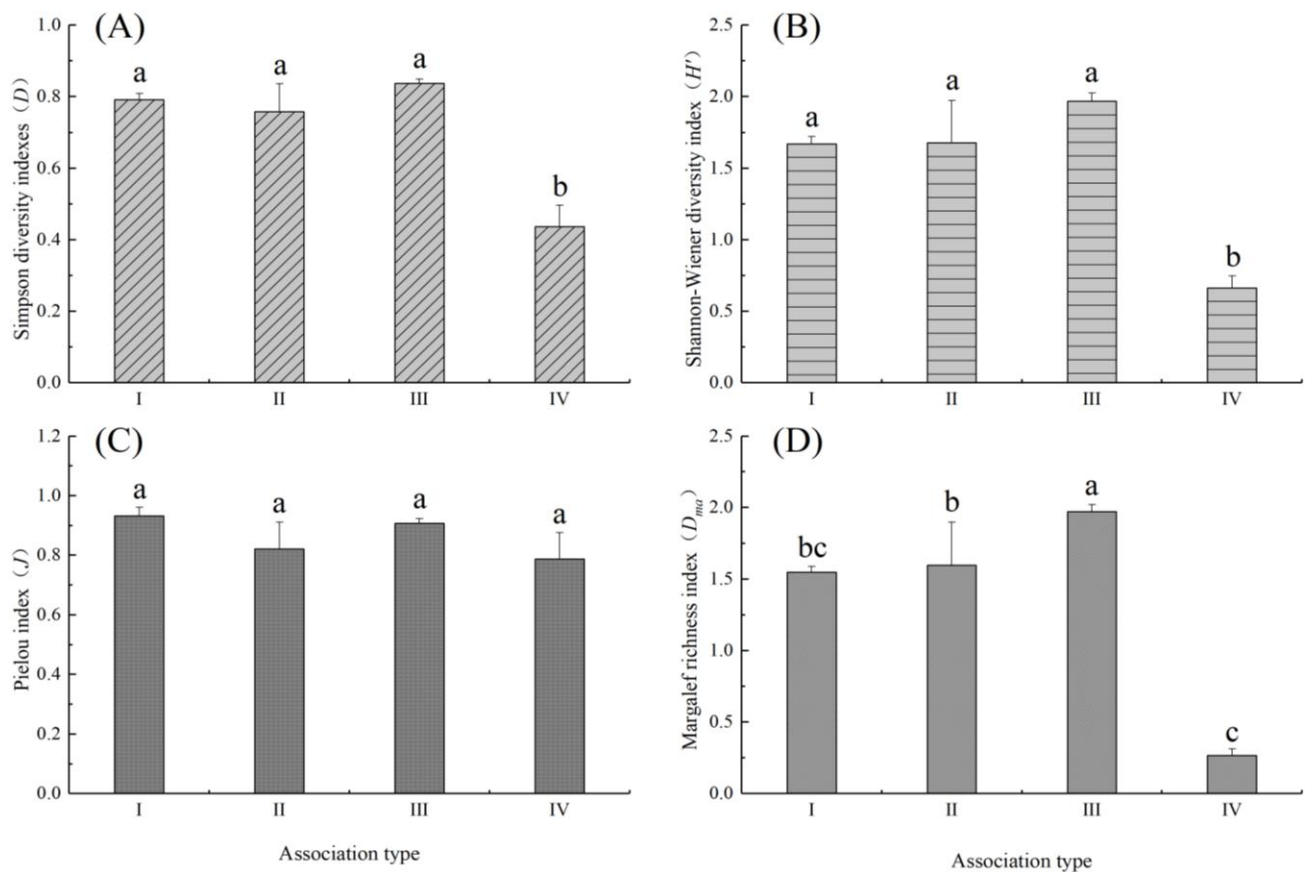 (A)
Simpson diversity indexes（D）
1.0
0.8
0.6
0.4
0.2
0.0
a
a
a
b
I
II
III
IV
(B)
Shannon-Wiener diversity index（H′）
2.5
2.0
1.5
1.0
0.5
0.0
a
a
a
b
I
II
III
IV
(C)
Pielou index（J）
1.2
1.0
0.8
0.6
0.4
0.2
0.0
a
a
a
a
I
II
III
IV
Association type
(D)
Margalef richness index（Dma）
2.5
2.0
1.5
1.0
0.5
0.0
bc
b
a
c
I
II
III
IV
Association type